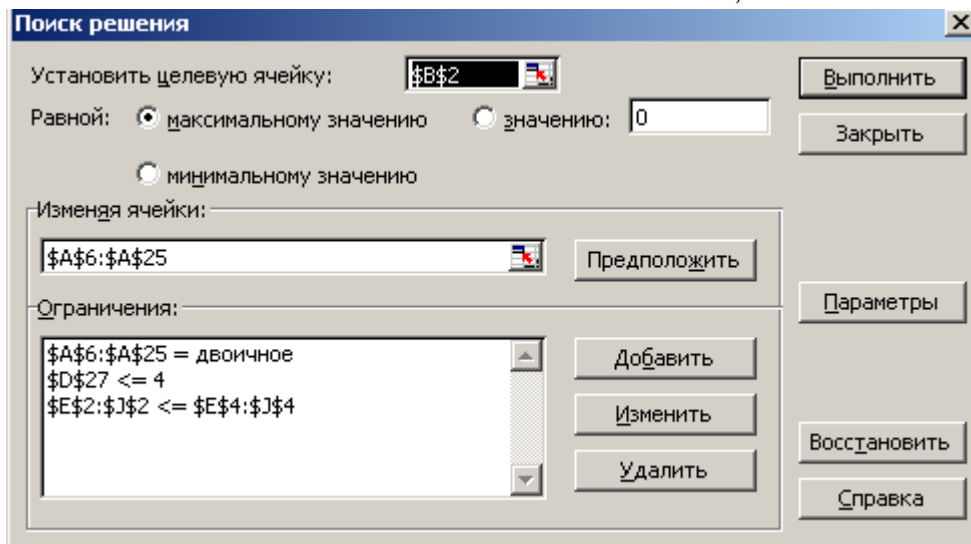 Поиск решения
Установить целевую ячейку: $B$2
Выполнить
Равной: максимальному значению значению: 0
Закрыть
минимальному значению
Изменяя ячейки:
$A$6:$A$25
Предположить
Ограничения:
Параметры
$A$6:$A$25 = двоичное
$D$27 <= 4
$E$2:$J$2 <= $E$4:$J$4
Добавить
Изменить
Восстановить
Удалить
Справка